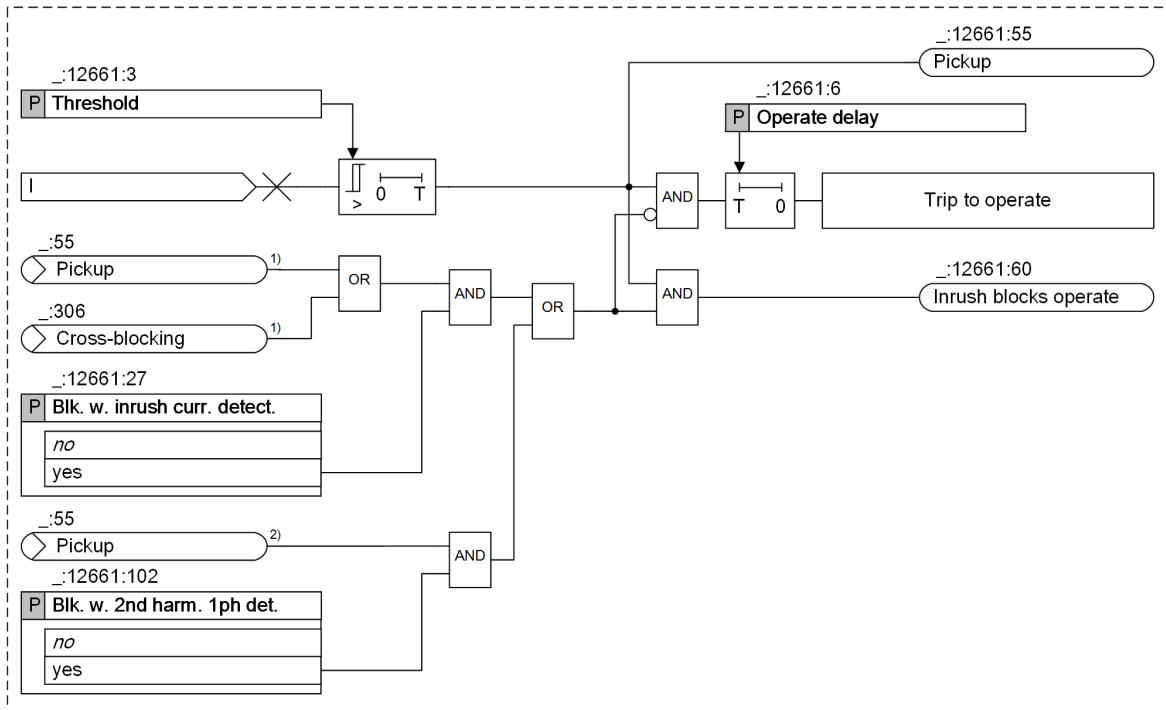 _:12661:55
Pickup
_:12661:3
P Threshold
_:12661:6
P Operate delay
I
> 0 T
AND
T 0
Trip to operate
_:55
Pickup 1)
OR
AND
AND
_:12661:60
Inrush blocks operate
OR
_:306
Cross-blocking 1)
_:12661:27
P Blk. w. inrush curr. detect.
no
yes
_:55
Pickup 2)
AND
_:12661:102
P Blk. w. 2nd harm. 1ph det.
no
yes